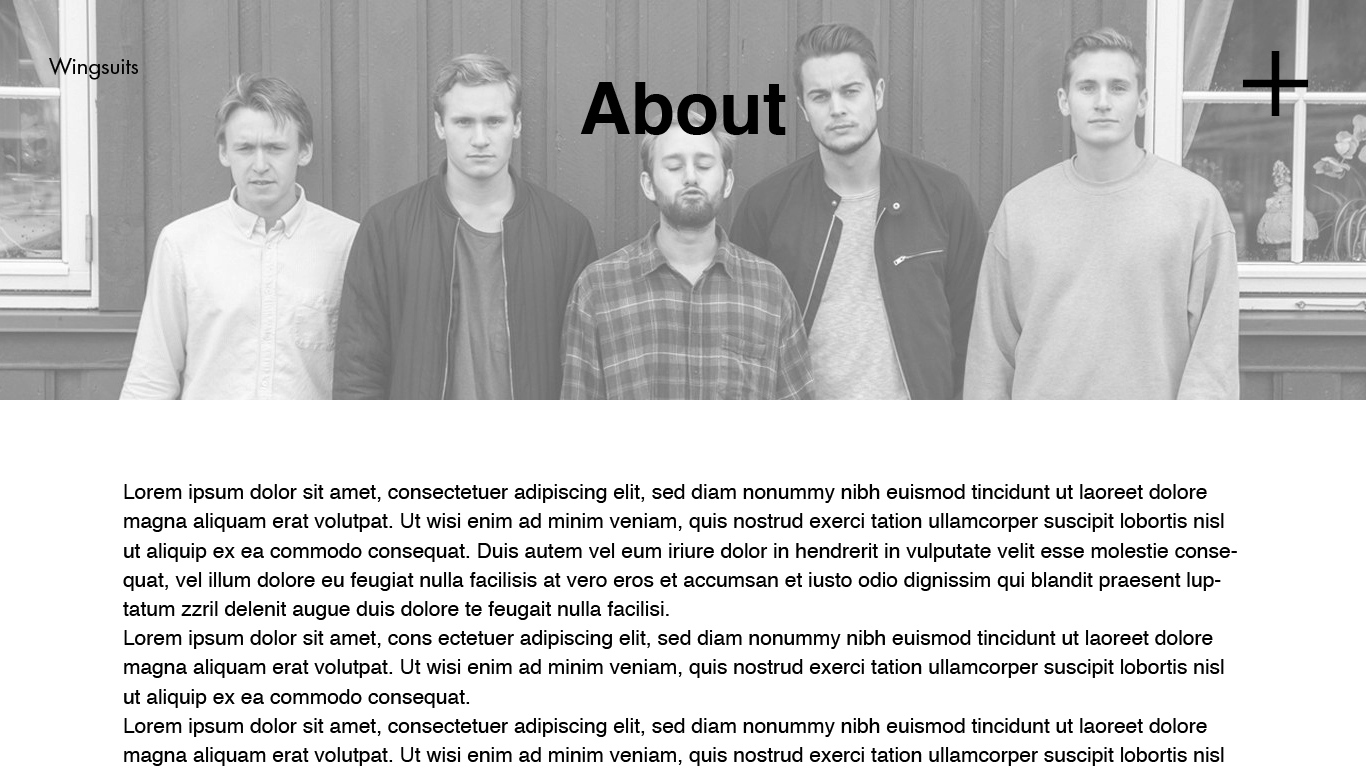 Wingsuits
About
Lorem ipsum dolor sit amet, consectetuer adipiscing elit, sed diam nonummy nibh euismod tincidunt ut laoreet dolore
magna aliquam erat volutpat. Ut wisi enim ad minim veniam, quis nostrud exerci tation ullamcorper suscipit lobortis nisl
ut aliquip ex ea commodo consequat. Duis autem vel eum iriure dolor in hendrerit in vulputate velit esse molestie conse-
quat, vel illum dolore eu feugiat nulla facilisis at vero eros et accumsan et iusto odio dignissim qui blandit praesent lup-
tatum zzril delenit augue duis dolore te feugait nulla facilisi.
Lorem ipsum dolor sit amet, cons ectetuer adipiscing elit, sed diam nonummy nibh euismod tincidunt ut laoreet dolore
magna aliquam erat volutpat. Ut wisi enim ad minim veniam, quis nostrud exerci tation ullamcorper suscipit lobortis nisl
ut aliquip ex ea commodo consequat.
Lorem ipsum dolor sit amet, consectetuer adipiscing elit, sed diam nonummy nibh euismod tincidunt ut laoreet dolore
magna aliquam erat volutpat. Ut wisi enim ad minim veniam, quis nostrud exerci tation ullamcorper suscipit lobortis nisl